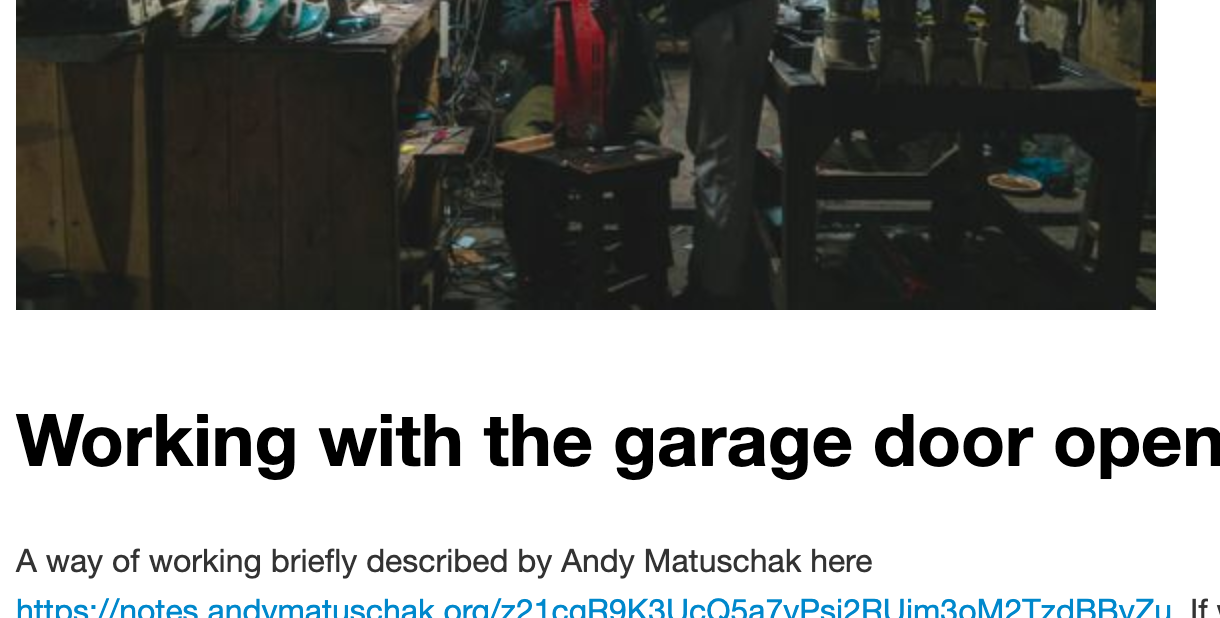 Working with the garage door open
A way of working briefly described by Andy Matuschak here
https://notes.andymatuschak.org/z21cgR9K3UcQ5a7yPsj2RUim3oM2TzdBByZu. If